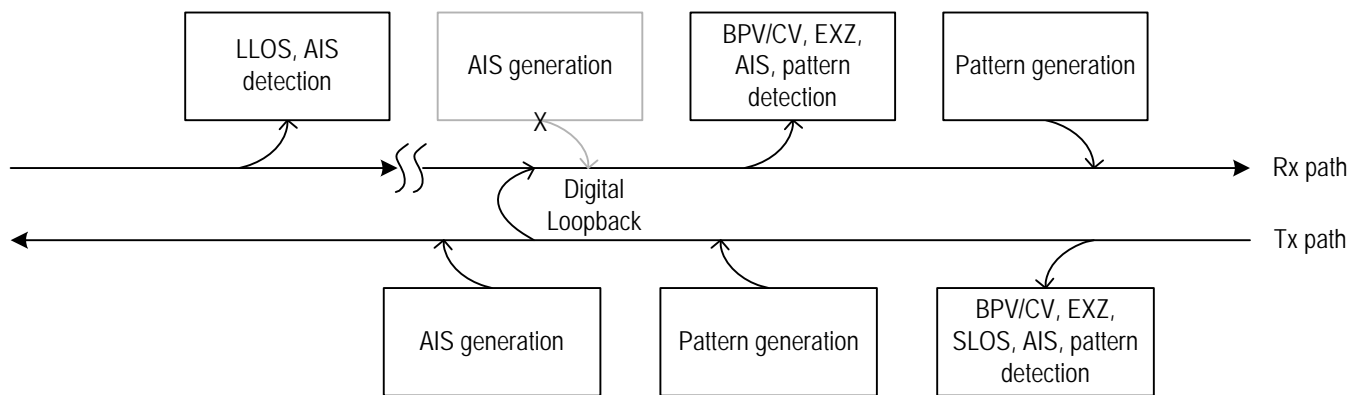 LLOS, AIS
detection
AIS generation
BPV/CV, EXZ,
AIS, pattern
detection
Pattern generation
X
Rx path
Digital
Loopback
Tx path
AIS generation
Pattern generation
BPV/CV, EXZ,
SLOS, AIS, pattern
detection